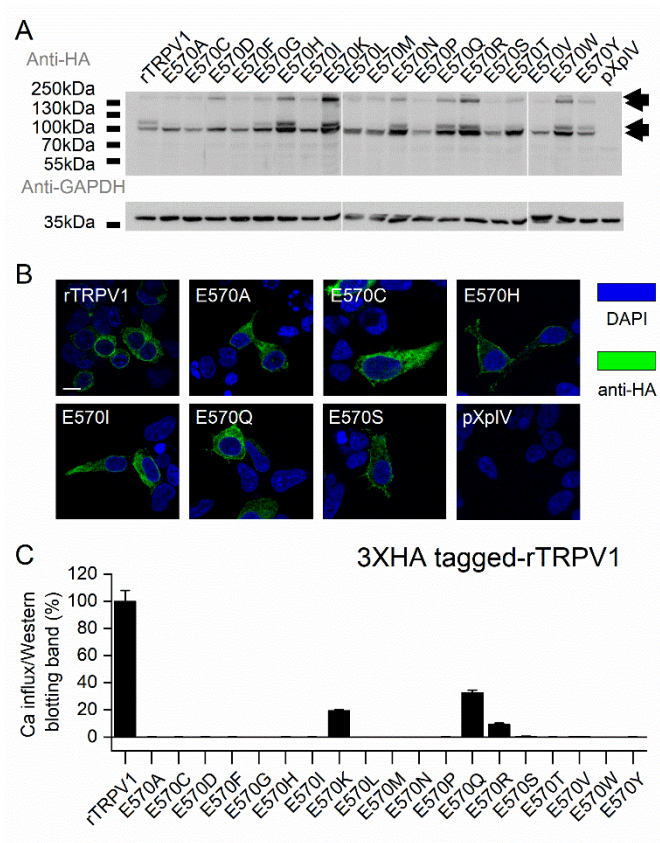 A
Anti-HA
rTRPV1
E570A
E570C
E570D
E570F
E570G
E570H
E570I
E570K
E570L
E570M
E570N
E570P
E570Q
E570R
E570S
E570T
E570V
E570W
E570Y
pXpIV
250kDa
130kDa
100kDa
70kDa
55kDa
Anti-GAPDH
35kDa
B
rTRPV1
E570A
E570C
E570H
DAPI
anti-HA
E570I
E570Q
E570S
pXpIV
C
3XHA tagged-rTRPV1
Ca influx/Western
blotting band (%)
120
100
80
60
40
20
0
rTRPV1
E570A
E570C
E570D
E570F
E570G
E570H
E570I
E570K
E570L
E570M
E570N
E570P
E570Q
E570R
E570S
E570T
E570V
E570W
E570Y